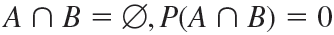 A ∩ B = ∅, P(A ∩ B) = 0